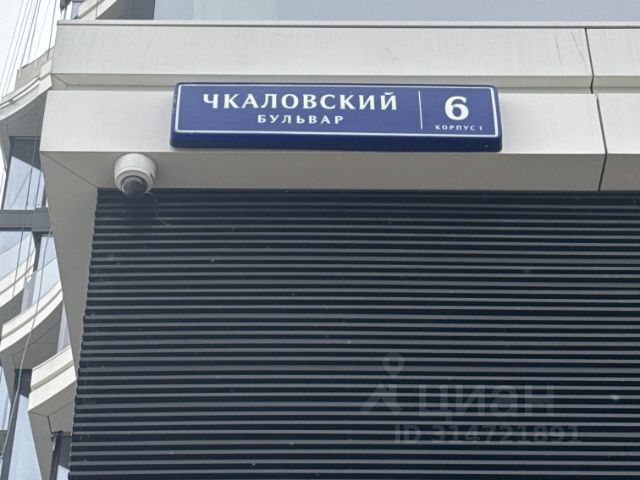 ЧКАЛОВСКИЙ
БУЛЬВАР
6
КОРПУС 1
циан
ID 314721891